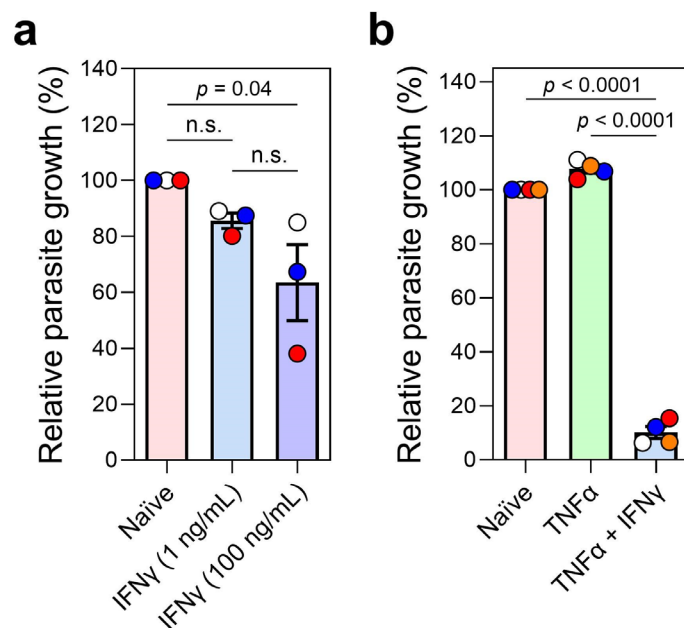 a
Relative parasite growth (%)
140
120
100
80
60
40
20
0
p = 0.04
n.s.
n.s.
Naïve
IFNγ (1 ng/mL)
IFNγ (100 ng/mL)
b
Relative parasite growth (%)
140
120
100
80
60
40
20
0
p < 0.0001
p < 0.0001
Naïve
TNFα
TNFα + IFNγ